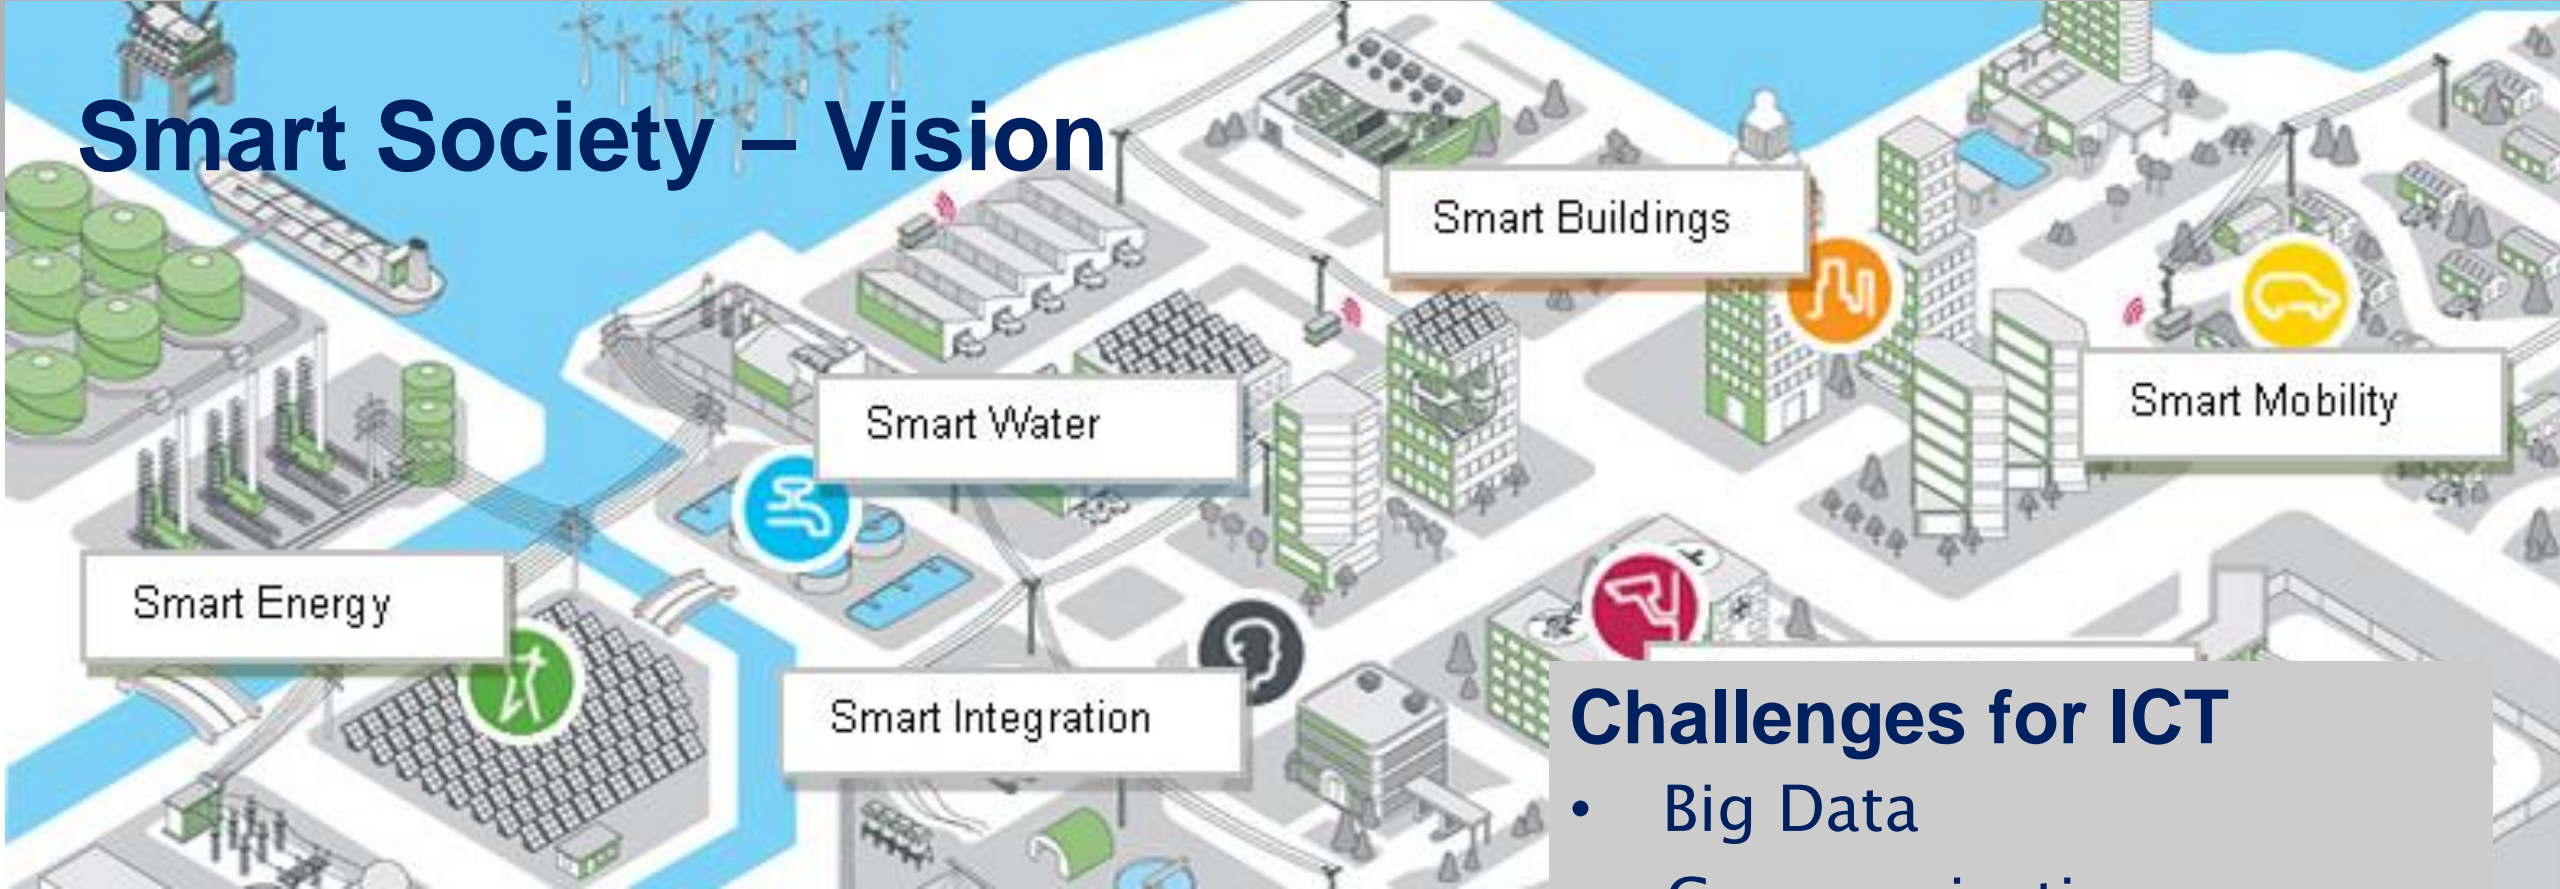 Smart Society – Vision
Smart Buildings
Smart Mobility
Smart Water
Smart Energy
Smart Integration
Challenges for ICT
• Big Data